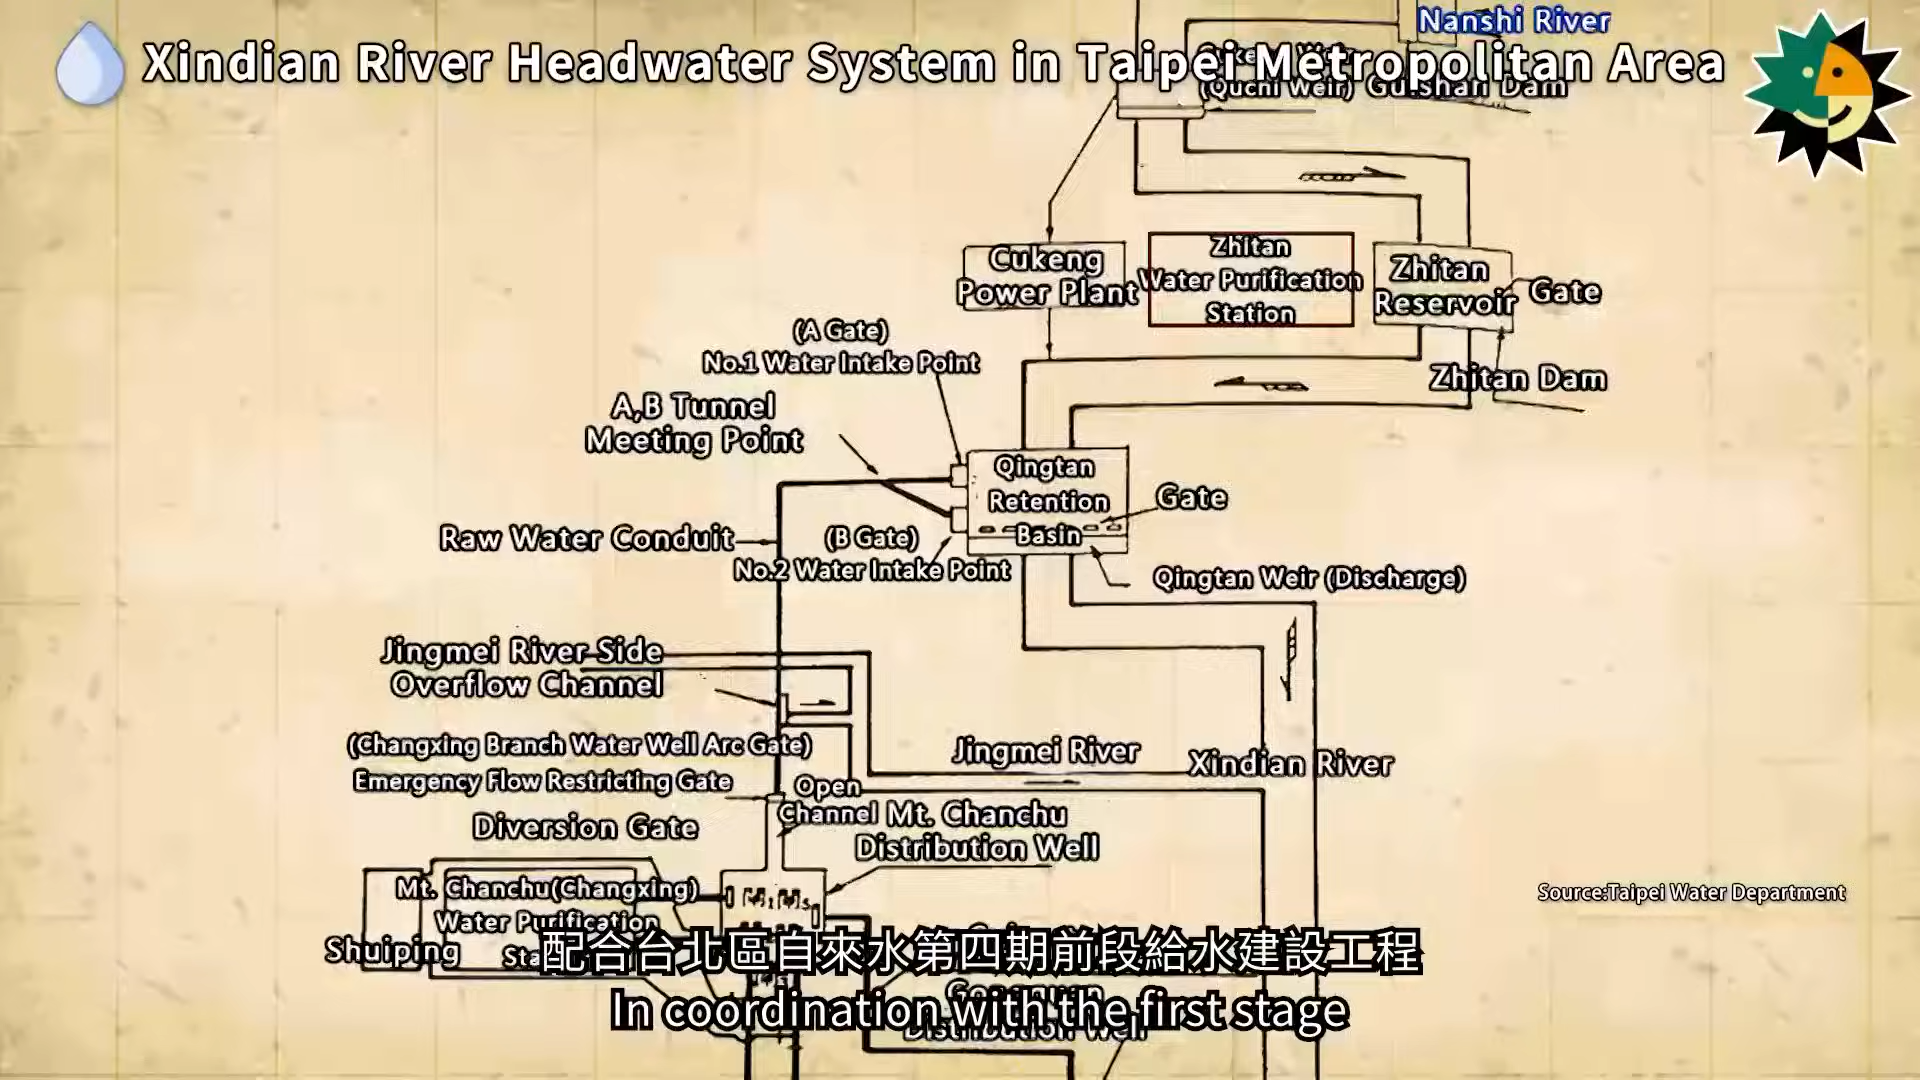 Nanshi River
Xindian River Headwater System in Taipei Metropolitan Area
(Quchi Weir) Guishan Dam
Cukeng
Power Plant
Zhitan
Water Purification
Station
Zhitan
Reservoir
Gate
(A Gate)
No.1 Water Intake Point
Zhitan Dam
A,B Tunnel
Meeting Point
Qingtan
Retention
Basin
Gate
Raw Water Conduit
(B Gate)
No.2 Water Intake Point
Qingtan Weir (Discharge)
Jingmei River Side
Overflow Channel
(Changxing Branch Water Well Arc Gate)
Emergency Flow Restricting Gate
Jingmei River
Xindian River
Open
Channel
Mt. Chanchu
Distribution Well
Diversion Gate
Mt. Chanchu(Changxing)
Water Purification
Shuiping
Source:Taipei Water Department
配合台北區自來水第四期前段給水建設工程
In coordination with the first stage
Distribution Well